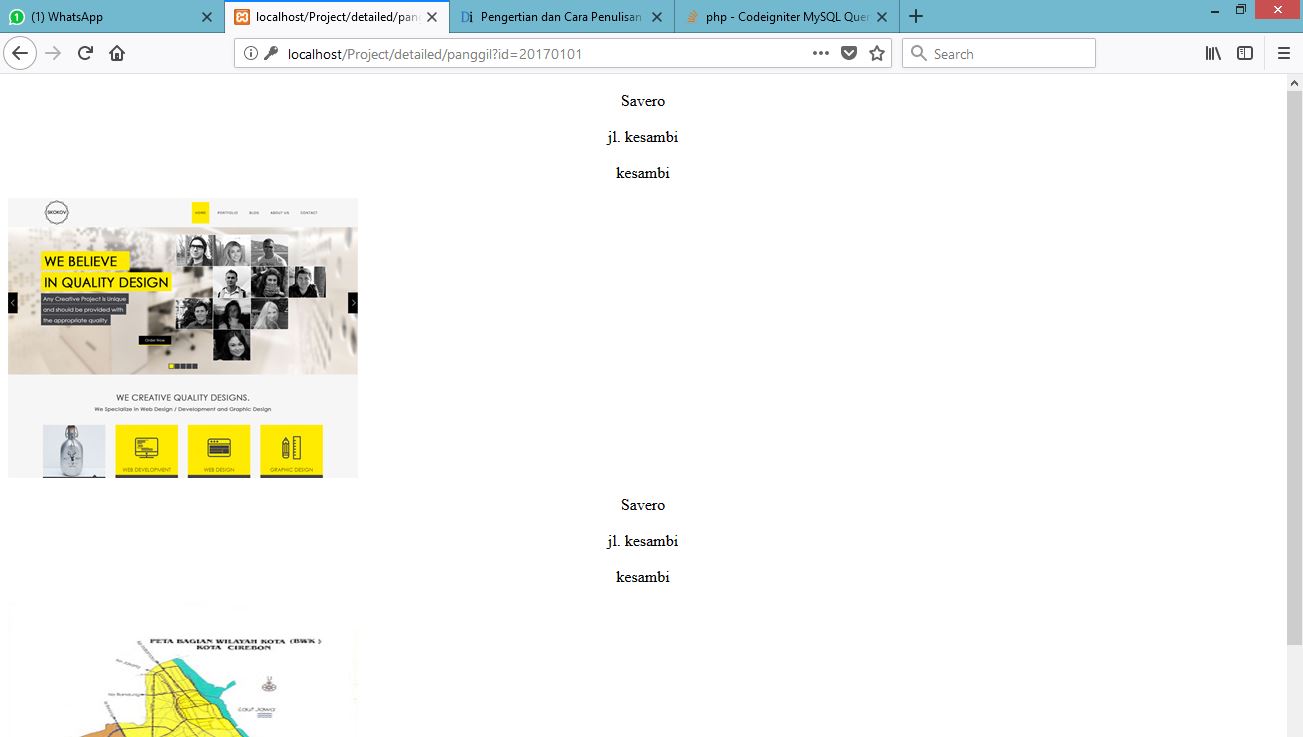 (1) WhatsApp
localhost/Project/detailed/pan
Pengertian dan Cara Penulisan
php - Codeigniter MySQL Quer
localhost/Project/detailed/panggil?id=20170101
Search
Savero
jl. kesambi
kesambi
SKOKOV
HOME PORTFOLIO BLOG ABOUT US CONTACT
WE BELIEVE
IN QUALITY DESIGN
Any Creative Project is Unique
and should be provided with
the appropriate quality
Order Now
WE CREATIVE QUALITY DESIGNS.
We Specialize in Web Design / Development and Graphic Design
WEB DEVELOPMENT
WEB DESIGN
GRAPHIC DESIGN
Savero
jl. kesambi
kesambi
PETA BAGIAN WILAYAH KOTA (BWK)
KOTA CIREBON
Laut Jawa